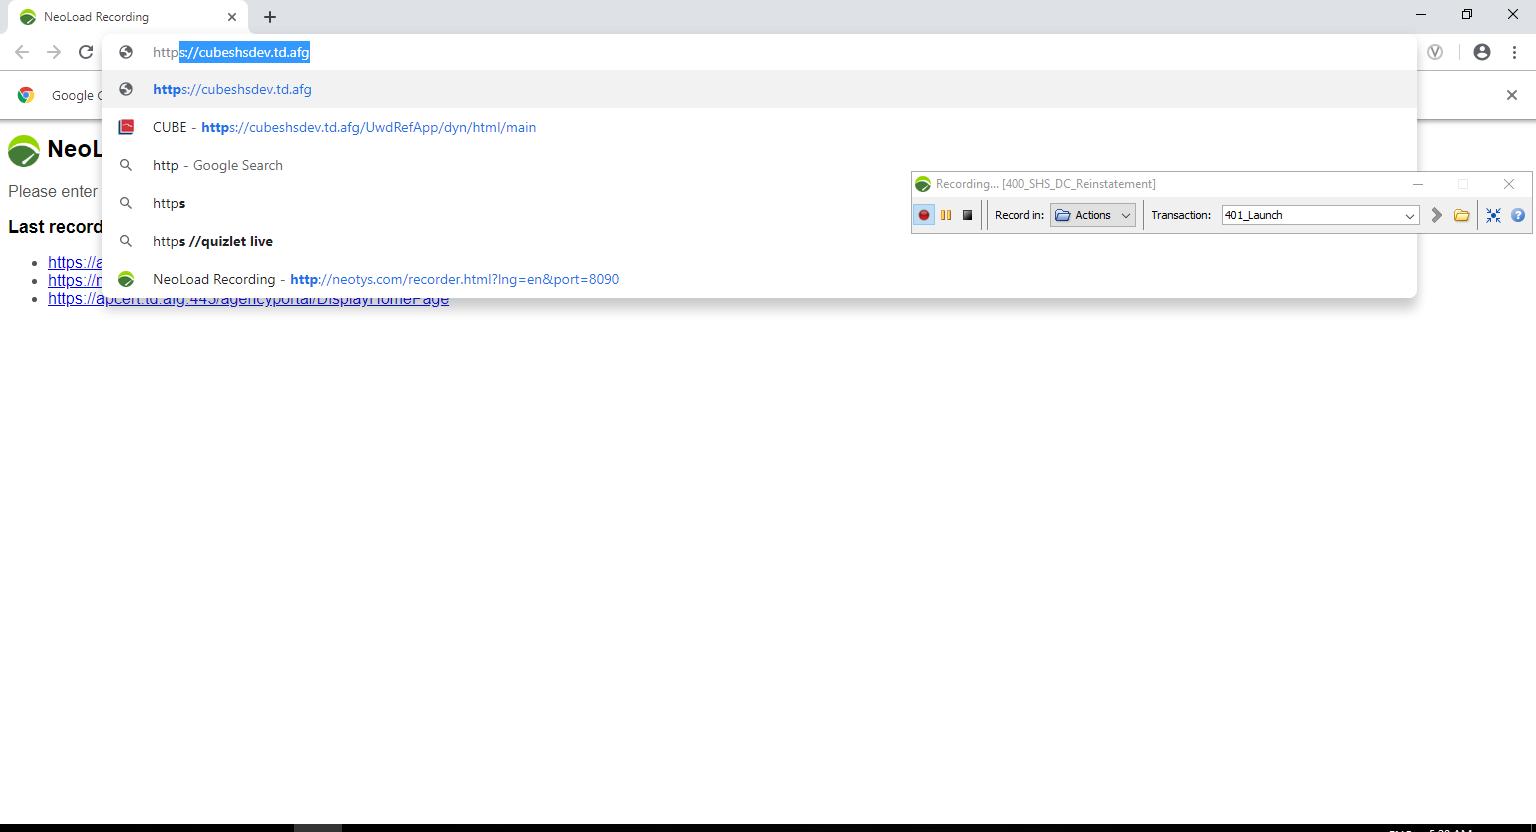 NeoLoad Recording
https://cubeshsdev.td.afg
https://cubeshsdev.td.afg
Google C
CUBE - https://cubeshsdev.td.afg/UwdRefApp/dyn/html/main
NeoL
http - Google Search
Please enter
Recording... [400_SHS_DC_Reinstatement]
https
Record in: Actions Transaction: 401_Launch
Last record
https //quizlet live
https://a
https://n
NeoLoad Recording - http://neotys.com/recorder.html?lng=en&port=8090
https://apcert.td.afg:443/agencyportal/DisplayHomePage